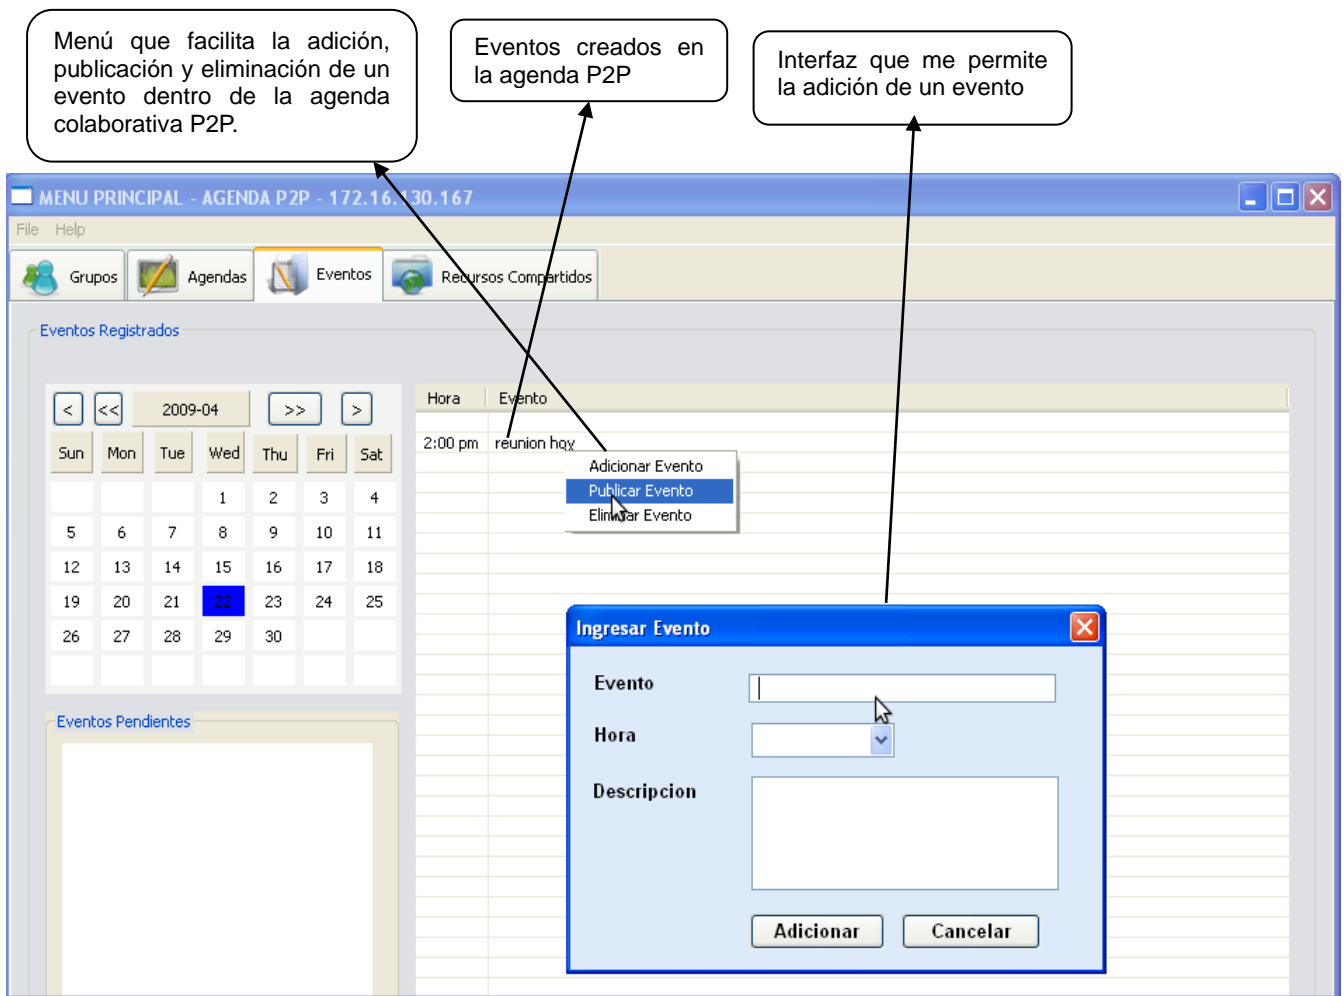 Menú que facilita la adición,
publicación y eliminación de un
evento dentro de la agenda
colaborativa P2P.
Eventos creados en
la agenda P2P
Interfaz que me permite
la adición de un evento
MENU PRINCIPAL - AGENDA P2P - 172.16.130.167
File Help
Grupos Agendas Eventos Recursos Compartidos
Eventos Registrados
< << 2009-04 >> >
Sun Mon Tue Wed Thu Fri Sat
1 2 3 4
5 6 7 8 9 10 11
12 13 14 15 16 17 18
19 20 21 22 23 24 25
26 27 28 29 30
Eventos Pendientes
Hora Evento
2:00 pm reunion hoy
Adicionar Evento
Publicar Evento
Eliminar Evento
Ingresar Evento
Evento
Hora
Descripcion
Adicionar Cancelar